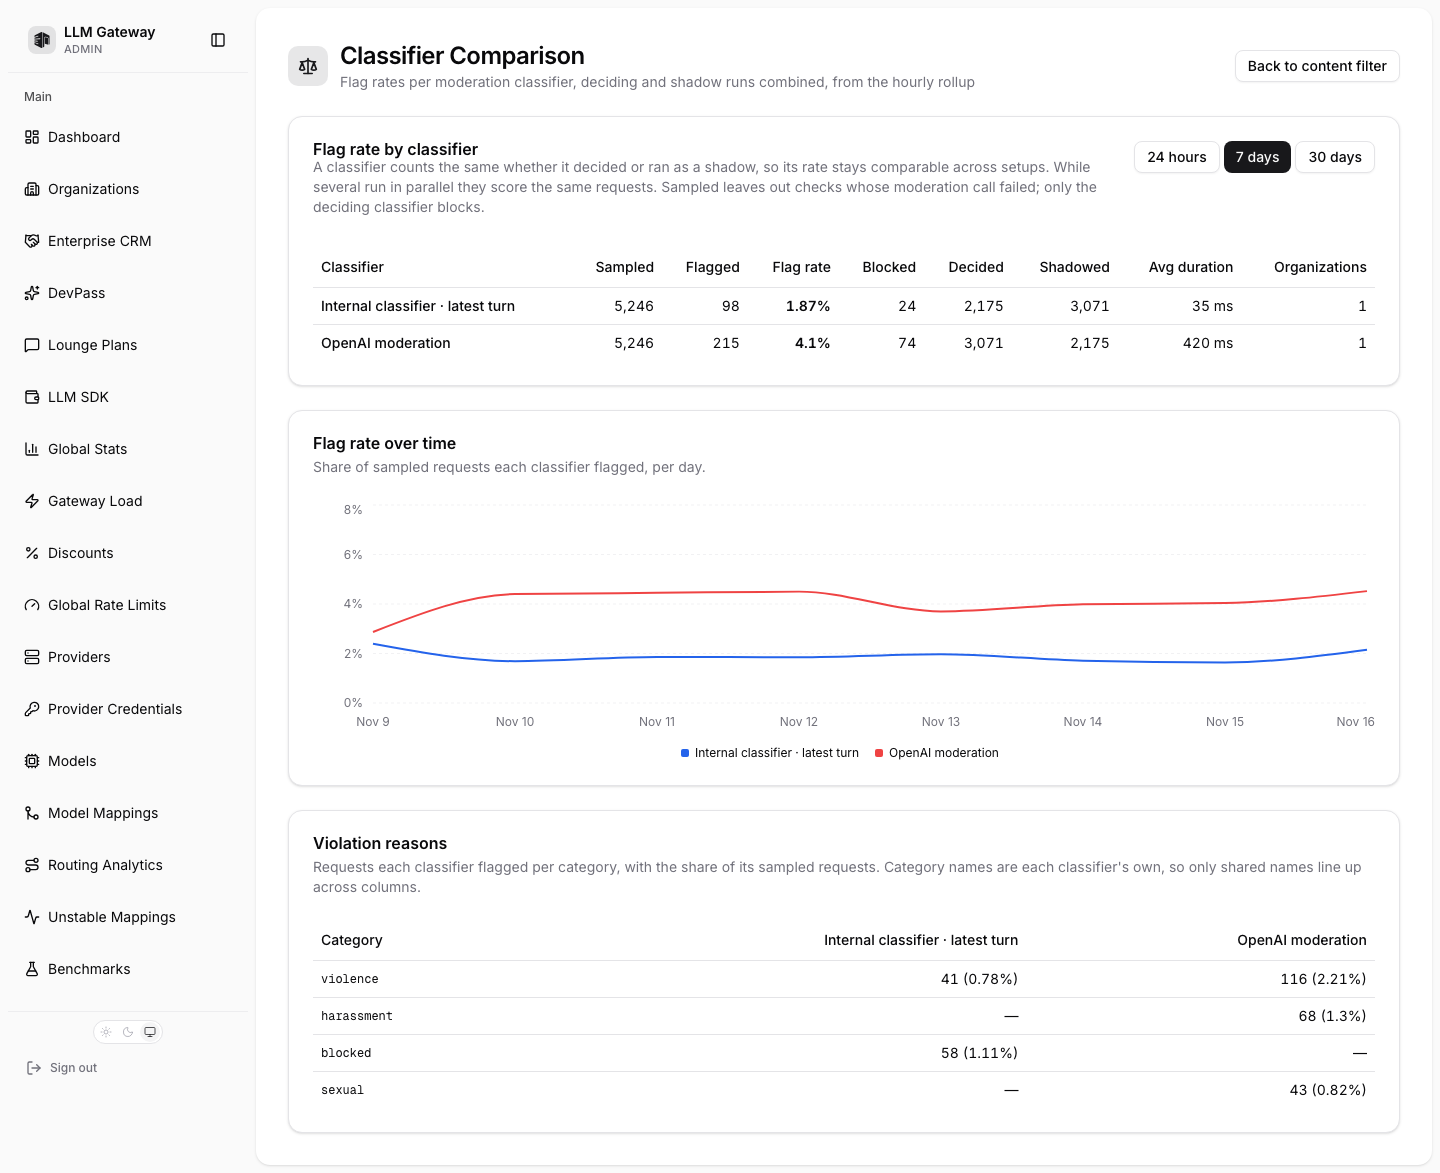 LLM Gateway
ADMIN
Main
Dashboard
Organizations
Enterprise CRM
DevPass
Lounge Plans
LLM SDK
Global Stats
Gateway Load
Discounts
Global Rate Limits
Providers
Provider Credentials
Models
Model Mappings
Routing Analytics
Unstable Mappings
Benchmarks
Sign out
Classifier Comparison
Flag rates per moderation classifier, deciding and shadow runs combined, from the hourly rollup
Back to content filter
Flag rate by classifier
A classifier counts the same whether it decided or ran as a shadow, so its rate stays comparable across setups. While
several run in parallel they score the same requests. Sampled leaves out checks whose moderation call failed; only the
deciding classifier blocks.
24 hours 7 days 30 days
Classifier Sampled Flagged Flag rate Blocked Decided Shadowed Avg duration Organizations
Internal classifier · latest turn 5,246 98 1.87% 24 2,175 3,071 35 ms 1
OpenAI moderation 5,246 215 4.1% 74 3,071 2,175 420 ms 1
Flag rate over time
Share of sampled requests each classifier flagged, per day.
8%
6%
4%
2%
0%
Nov 9 Nov 10 Nov 11 Nov 12 Nov 13 Nov 14 Nov 15 Nov 16
Internal classifier · latest turn OpenAI moderation
Violation reasons
Requests each classifier flagged per category, with the share of its sampled requests. Category names are each classifier's own, so only shared names line up
across columns.
Category Internal classifier · latest turn OpenAI moderation
violence 41 (0.78%) 116 (2.21%)
harassment — 68 (1.3%)
blocked 58 (1.11%) —
sexual — 43 (0.82%)